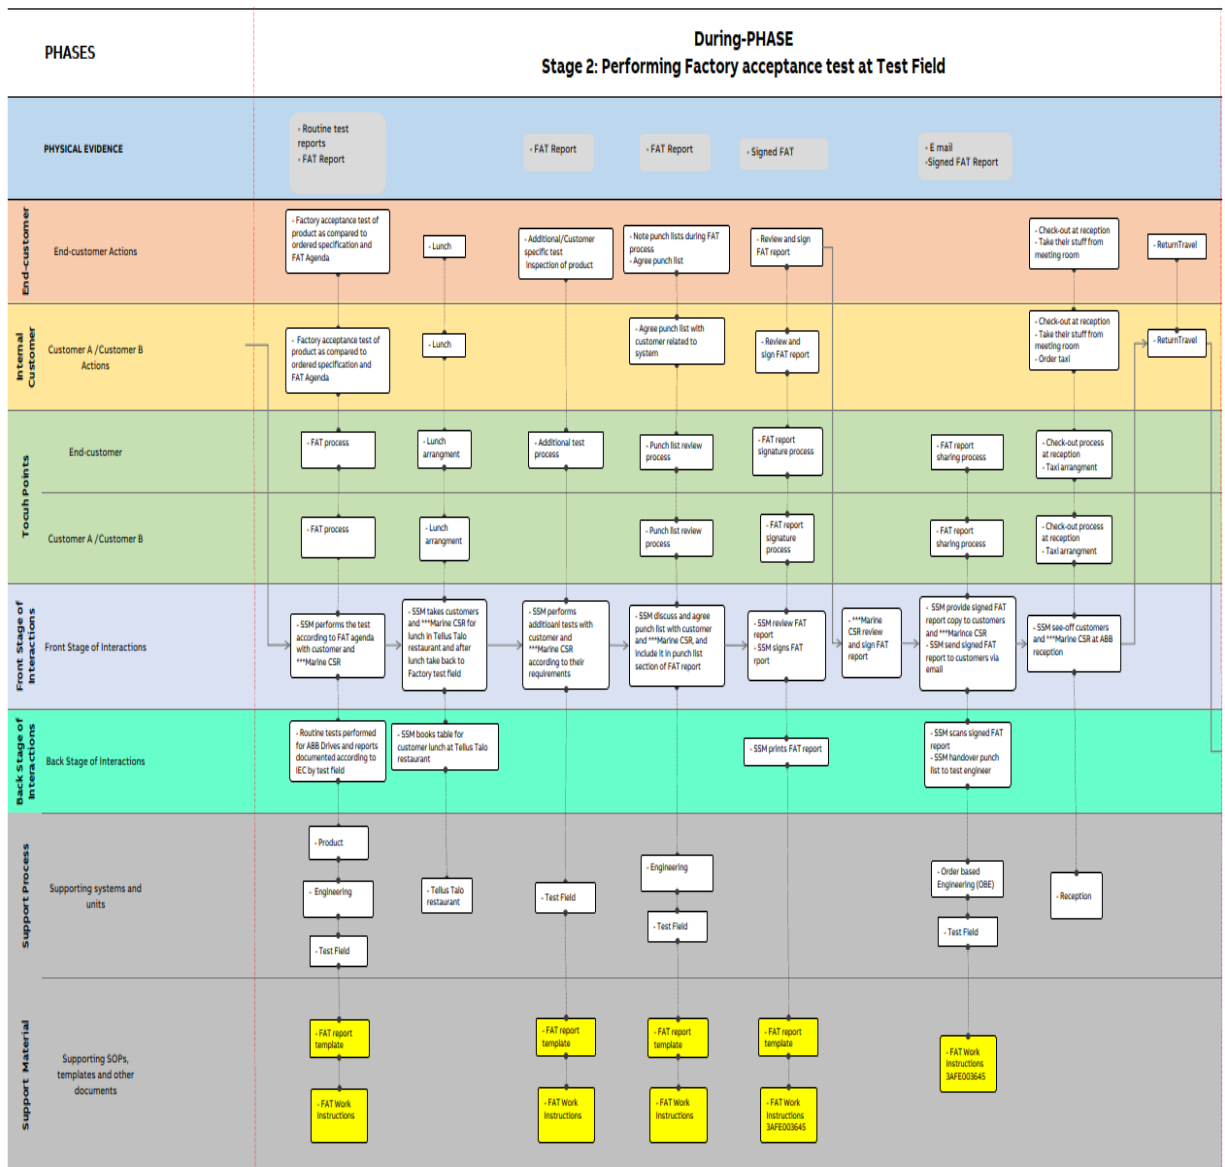 PHASES
During-PHASE
Stage 2: Performing Factory acceptance test at Test Field
PHYSICAL EVIDENCE
- Routine test
reports
- FAT Report
- FAT Report
- FAT Report
- Signed FAT
- E mail
-Signed FAT Report
End-customer
End-customer Actions
- Factory acceptance test of
product as compared to
ordered specification and
FAT Agenda
- Lunch
- Additional/Customer
specific test
Inspection of product
- Note punch lists during FAT
process
- Agree punch list
- Review and sign
FAT report
- Check-out at reception
- Take their stuff from
meeting room
- ReturnTravel
Internal
Customer
Customer A /Customer B
Actions
- Factory acceptance test of
product as compared to
ordered specification and
FAT Agenda
- Lunch
- Agree punch list with
customer related to
system
- Review and
sign FAT report
- Check-out at reception
- Take their stuff from
meeting room
- Order taxi
- ReturnTravel
Tocuh Points
End-customer
- FAT process
- Lunch
arrangment
- Additional test
process
- Punch list review
process
- FAT report
signature process
- FAT report
sharing process
- Check-out process
at reception
- Taxi arrangment
Customer A /Customer B
- FAT process
- Lunch
arrangment
- Punch list review
process
- FAT report
signature
process
- FAT report
sharing process
- Check-out process
at reception
- Taxi arrangment
Front Stage of
Interactions
Front Stage of Interactions
- SSM performs the test
according to FAT agenda
with customer and
***Marine CSR
- SSM takes customers
and ***Marine CSR for
lunch in Tellus Talo
restaurant and after
lunch take back to
Factory test field
- SSM performs
additioanl tests with
customer and
***Marine CSR
according to their
requirements
- SSM discuss and agree
punch list with customer
and ***Marine CSR, and
include it in punch list
section of FAT report
- SSM review FAT
report
- SSM signs FAT
rport
- ***Marine
CSR review
and sign FAT
report
- SSM provide signed FAT
report copy to customers
and ***Marince CSR
- SSM send signed FAT
report to customers via
email
- SSM see-off customers
and ***Marine CSR at ABB
reception
Back Stage of
Interactions
Back Stage of Interactions
- Routine tests performed
for ABB Drives and reports
documented according to
IEC by test field
- SSM books table for
customer lunch at Tellus Talo
restaurant
- SSM prints FAT report
- SSM scans signed FAT
report
- SSM handover punch
list to test engineer
Support Process
Supporting systems and
units
- Product
- Engineering
- Test Field
- Tellus Talo
restaurant
- Test Field
- Engineering
- Test Field
- Order based
Engineering (OBE)
- Test Field
- Reception
Support Material
Supporting SOPs,
templates and other
documents
- FAT report
template
- FAT Work
Instructions
- FAT report
template
- FAT Work
Instructions
- FAT report
template
- FAT Work
Instructions
- FAT report
template
- FAT Work
Instructions
3AFE003645
- FAT Work
Instructions
3AFE003645